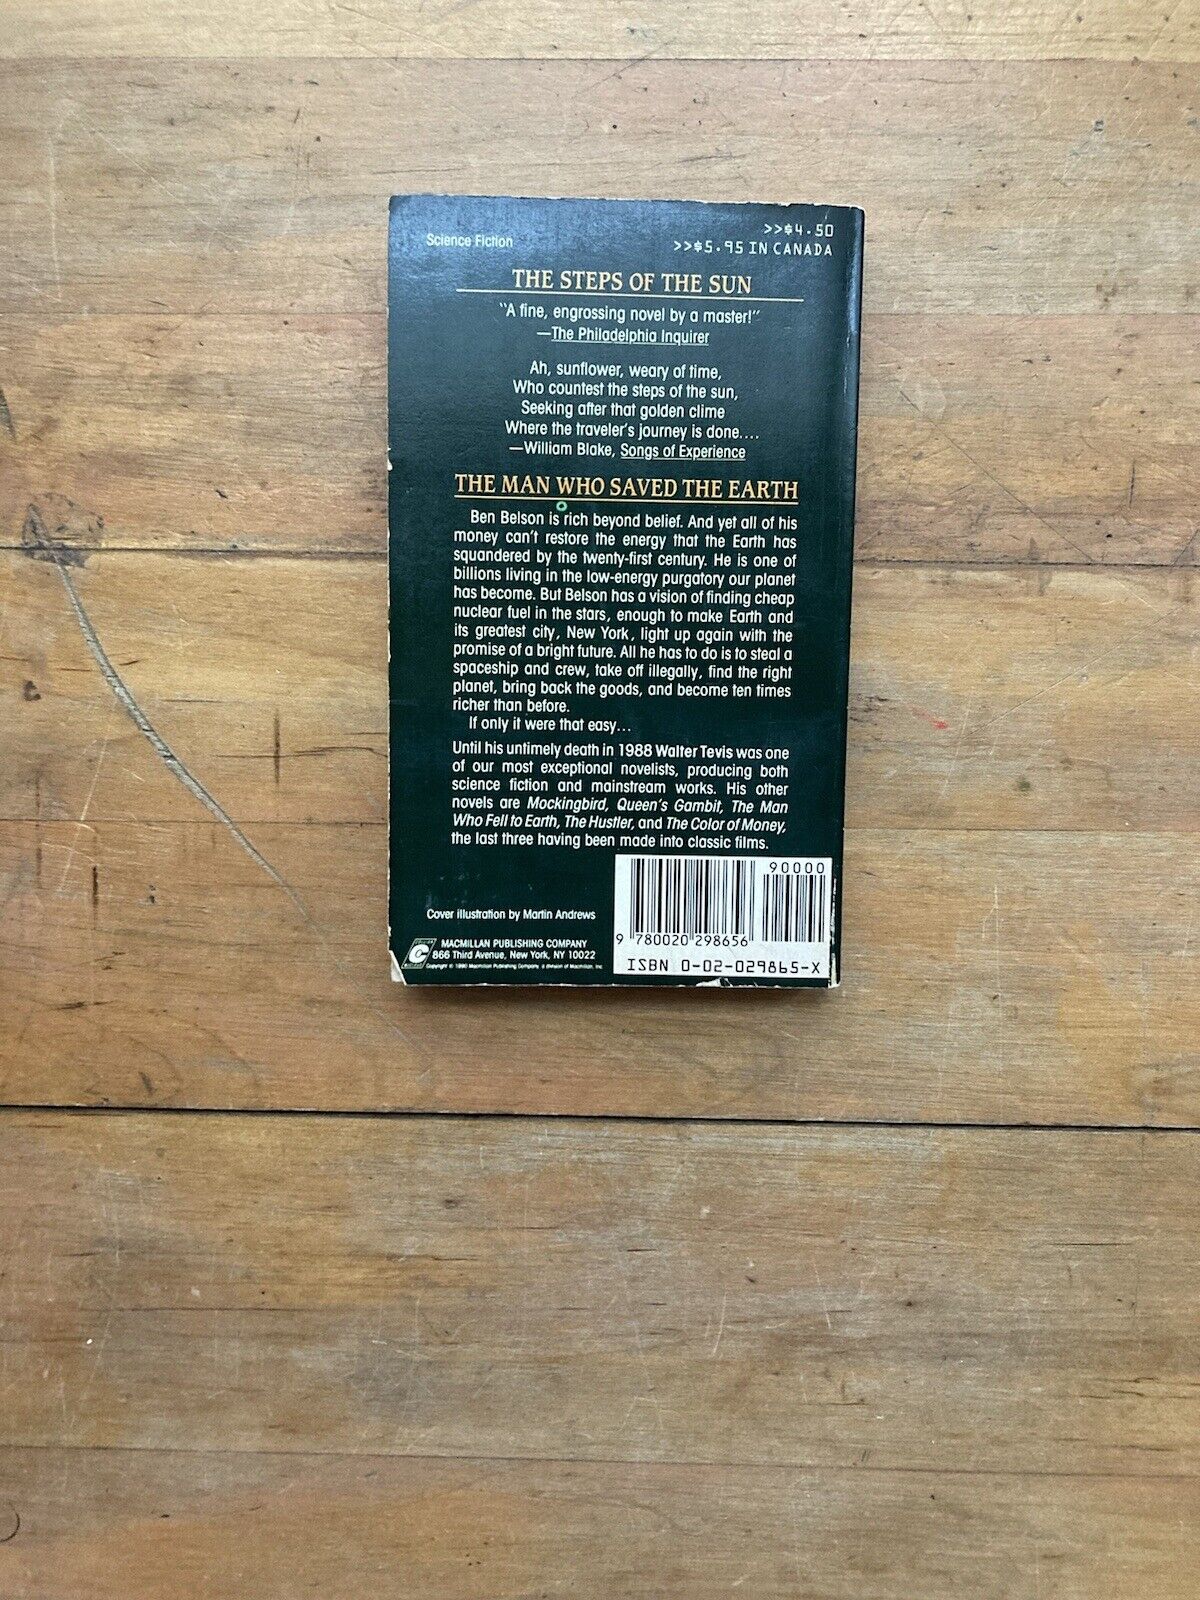 Science Fiction
>>$4.50
>>$5.95 IN CANADA
THE STEPS OF THE SUN
"A fine, engrossing novel by a master!"
—The Philadelphia Inquirer
Ah, sunflower, weary of time,
Who countest the steps of the sun,
Seeking after that golden clime
Where the traveler's journey is done....
—William Blake, Songs of Experience
THE MAN WHO SAVED THE EARTH
Ben Belson is rich beyond belief. And yet all of his
money can't restore the energy that the Earth has
squandered by the twenty-first century. He is one of
billions living in the low-energy purgatory our planet
has become. But Belson has a vision of finding cheap
nuclear fuel in the stars, enough to make Earth and
its greatest city, New York, light up again with the
promise of a bright future. All he has to do is to steal a
spaceship and crew, take off illegally, find the right
planet, bring back the goods, and become ten times
richer than before.
If only it were that easy...
Until his untimely death in 1988 Walter Tevis was one
of our most exceptional novelists, producing both
science fiction and mainstream works. His other
novels are Mockingbird, Queen's Gambit, The Man
Who Fell to Earth, The Hustler, and The Color of Money,
the last three having been made into classic films.
Cover illustration by Martin Andrews
C
MACMILLAN PUBLISHING COMPANY
866 Third Avenue, New York, NY 10022
Copyright © 1990 Macmillan Publishing Company, a division of Macmillan, Inc.
90000
9 780020 298656
ISBN 0-02-029865-X